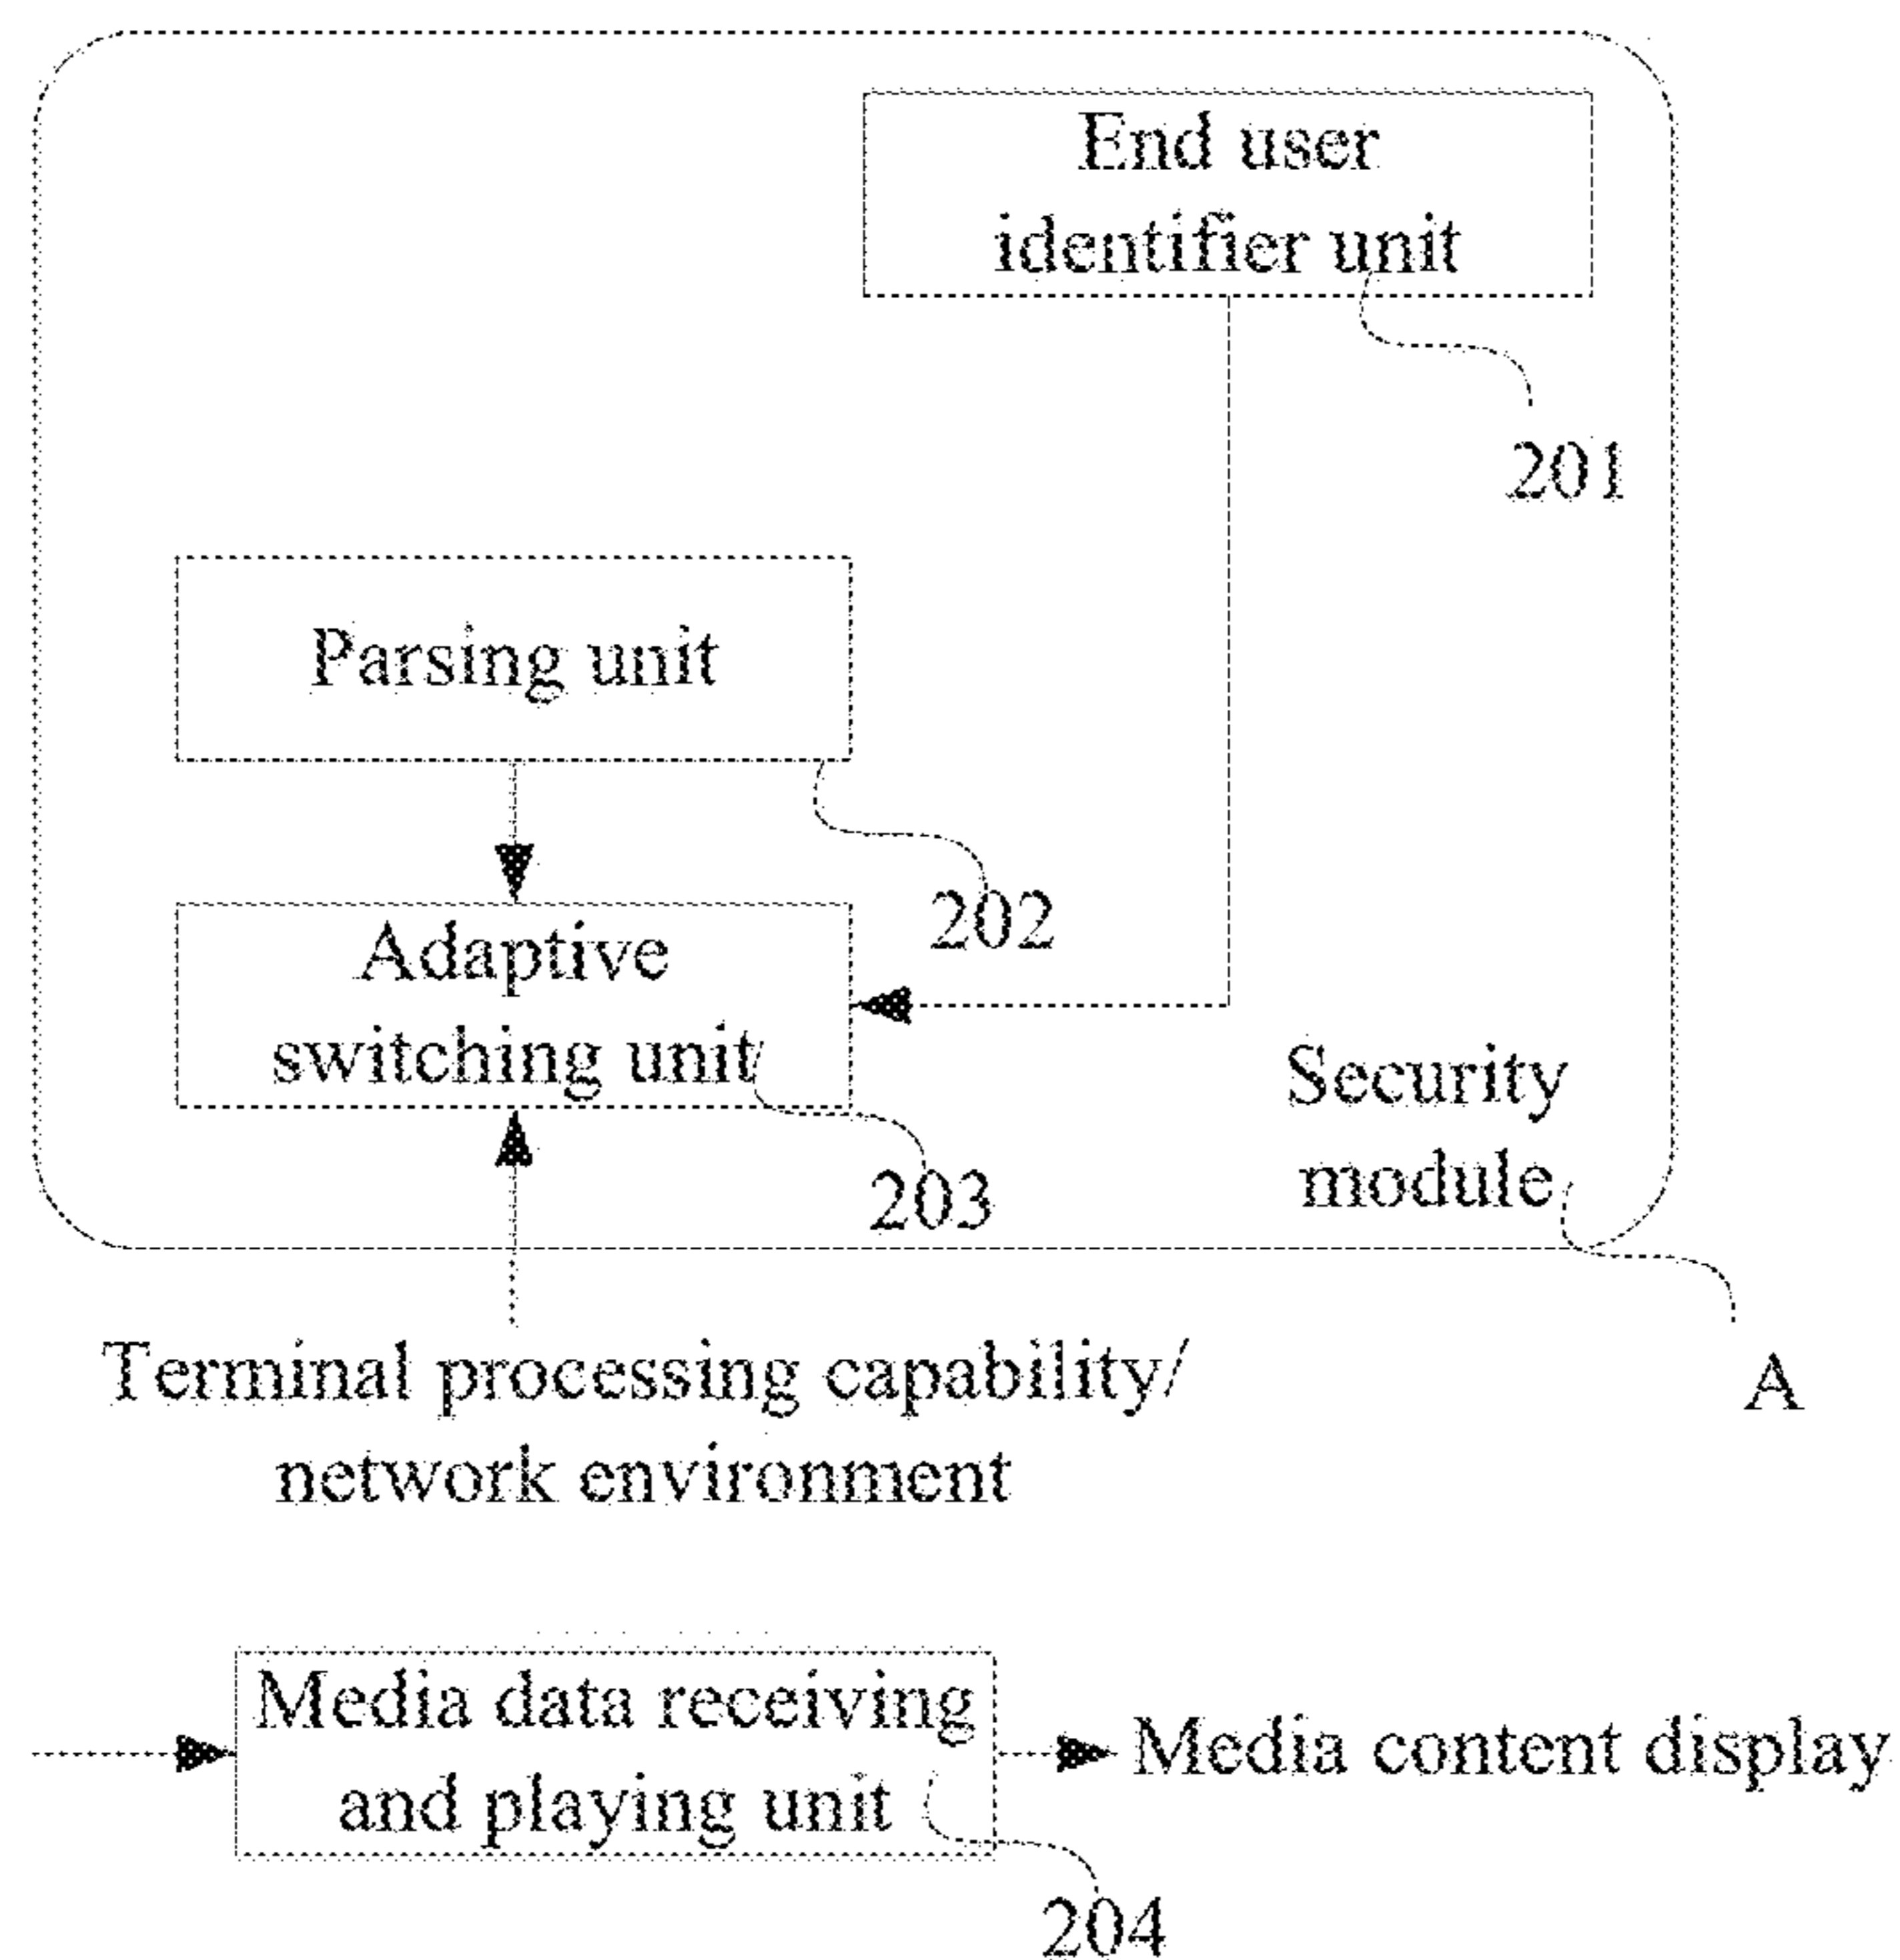 End user
identifier unit
201
Parsing unit
202
Adaptive
switching unit
203
Security
module
A
Terminal processing capability/
network environment
Media data receiving
and playing unit
Media content display
204